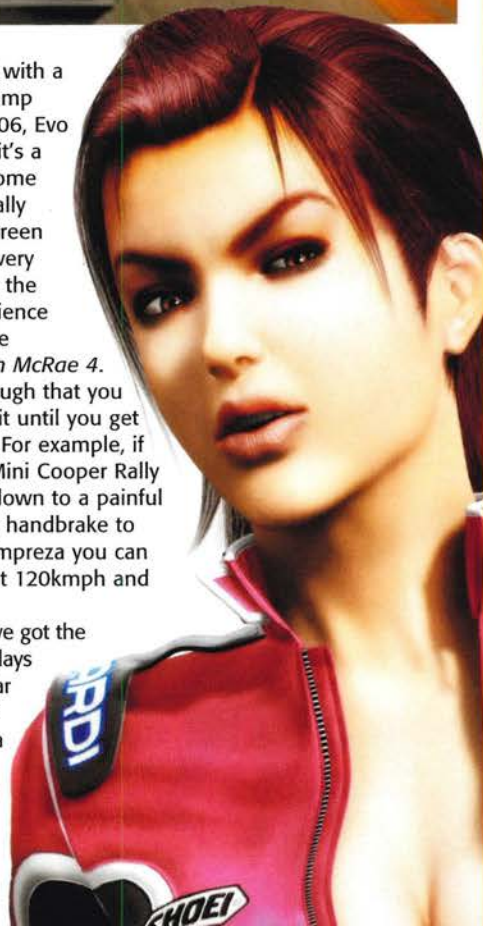 with a
mp
06, Evo
it's a
ome
ally
reen
very
the
ience
e
n McRae 4.
ugh that you
it until you get
For example, if
Mini Cooper Rally
down to a painful
handbrake to
mpreza you can
t 120kmph and
ve got the
lays
ar
ARDI
SHOEI